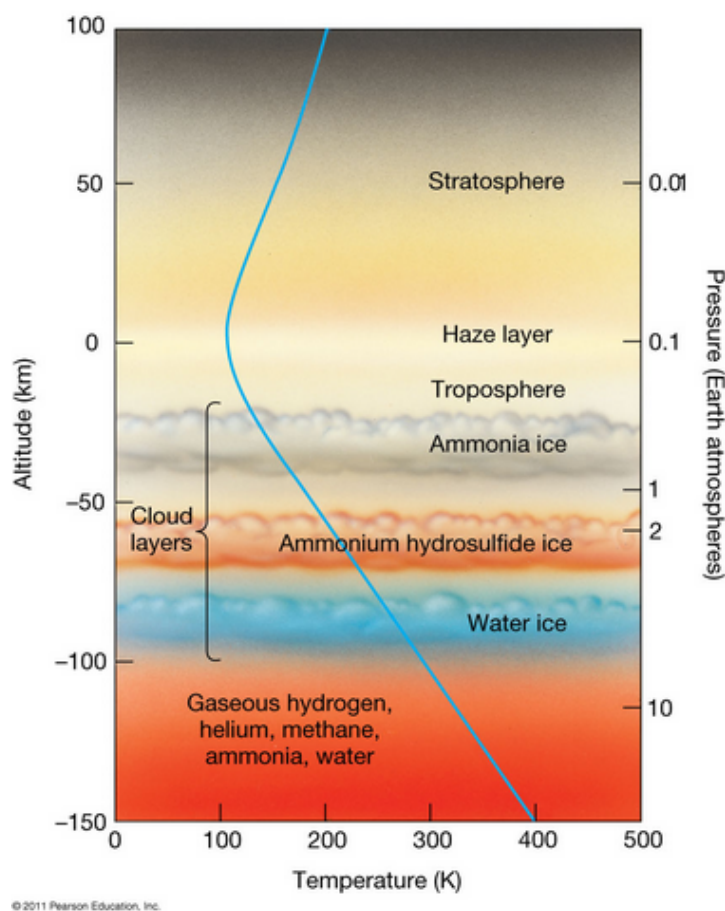 100
50
0
−50
−100
−150
Altitude (km)
Stratosphere
Haze layer
Troposphere
Ammonia ice
Cloud
layers
Ammonium hydrosulfide ice
Water ice
Gaseous hydrogen,
helium, methane,
ammonia, water
0.01
0.1
1
2
10
Pressure (Earth atmospheres)
0
100
200
300
400
500
Temperature (K)
© 2011 Pearson Education, Inc.